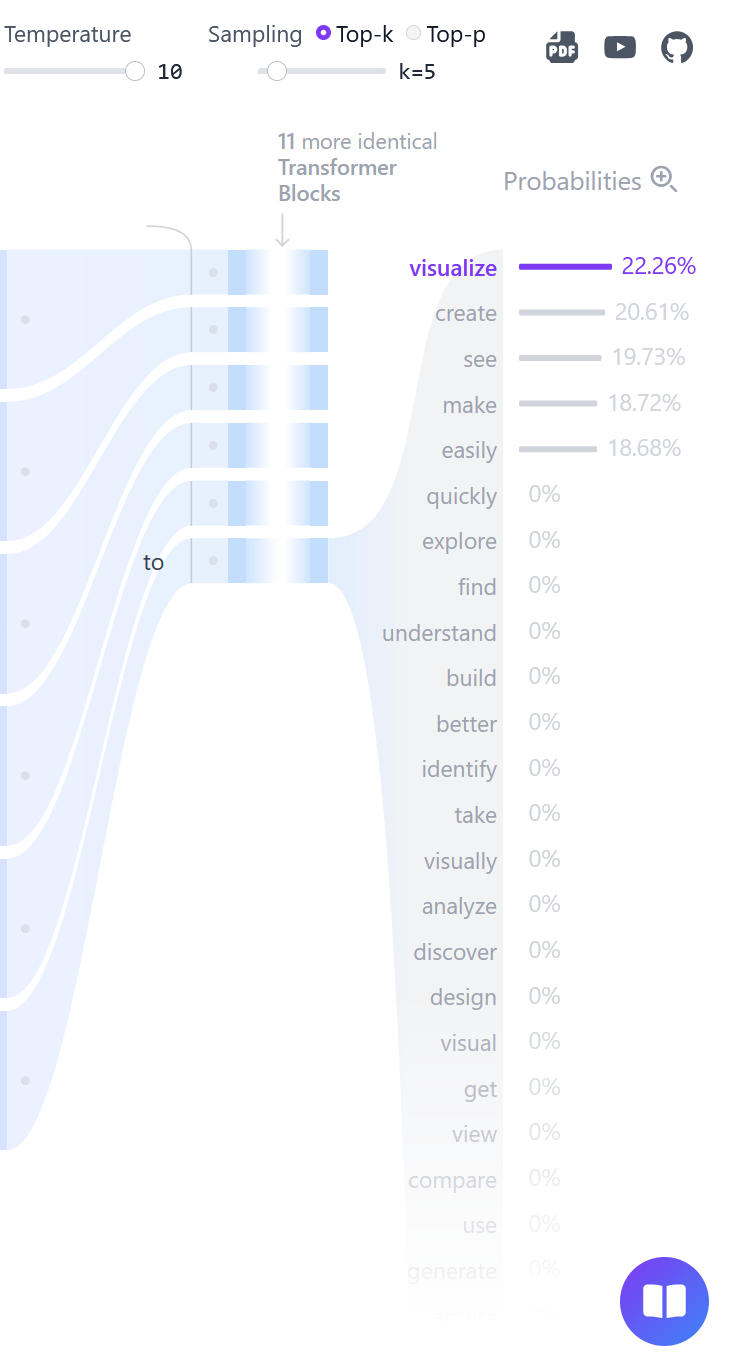 Temperature
Sampling Top-k Top-p
PDF
10
k=5
11 more identical
Transformer
Blocks
Probabilities
visualize 22.26%
create 20.61%
see 19.73%
make 18.72%
easily 18.68%
quickly 0%
explore 0%
find 0%
to
understand 0%
build 0%
better 0%
identify 0%
take 0%
visually 0%
analyze 0%
discover 0%
design 0%
visual 0%
get 0%
view 0%
compare 0%
use 0%
generate 0%